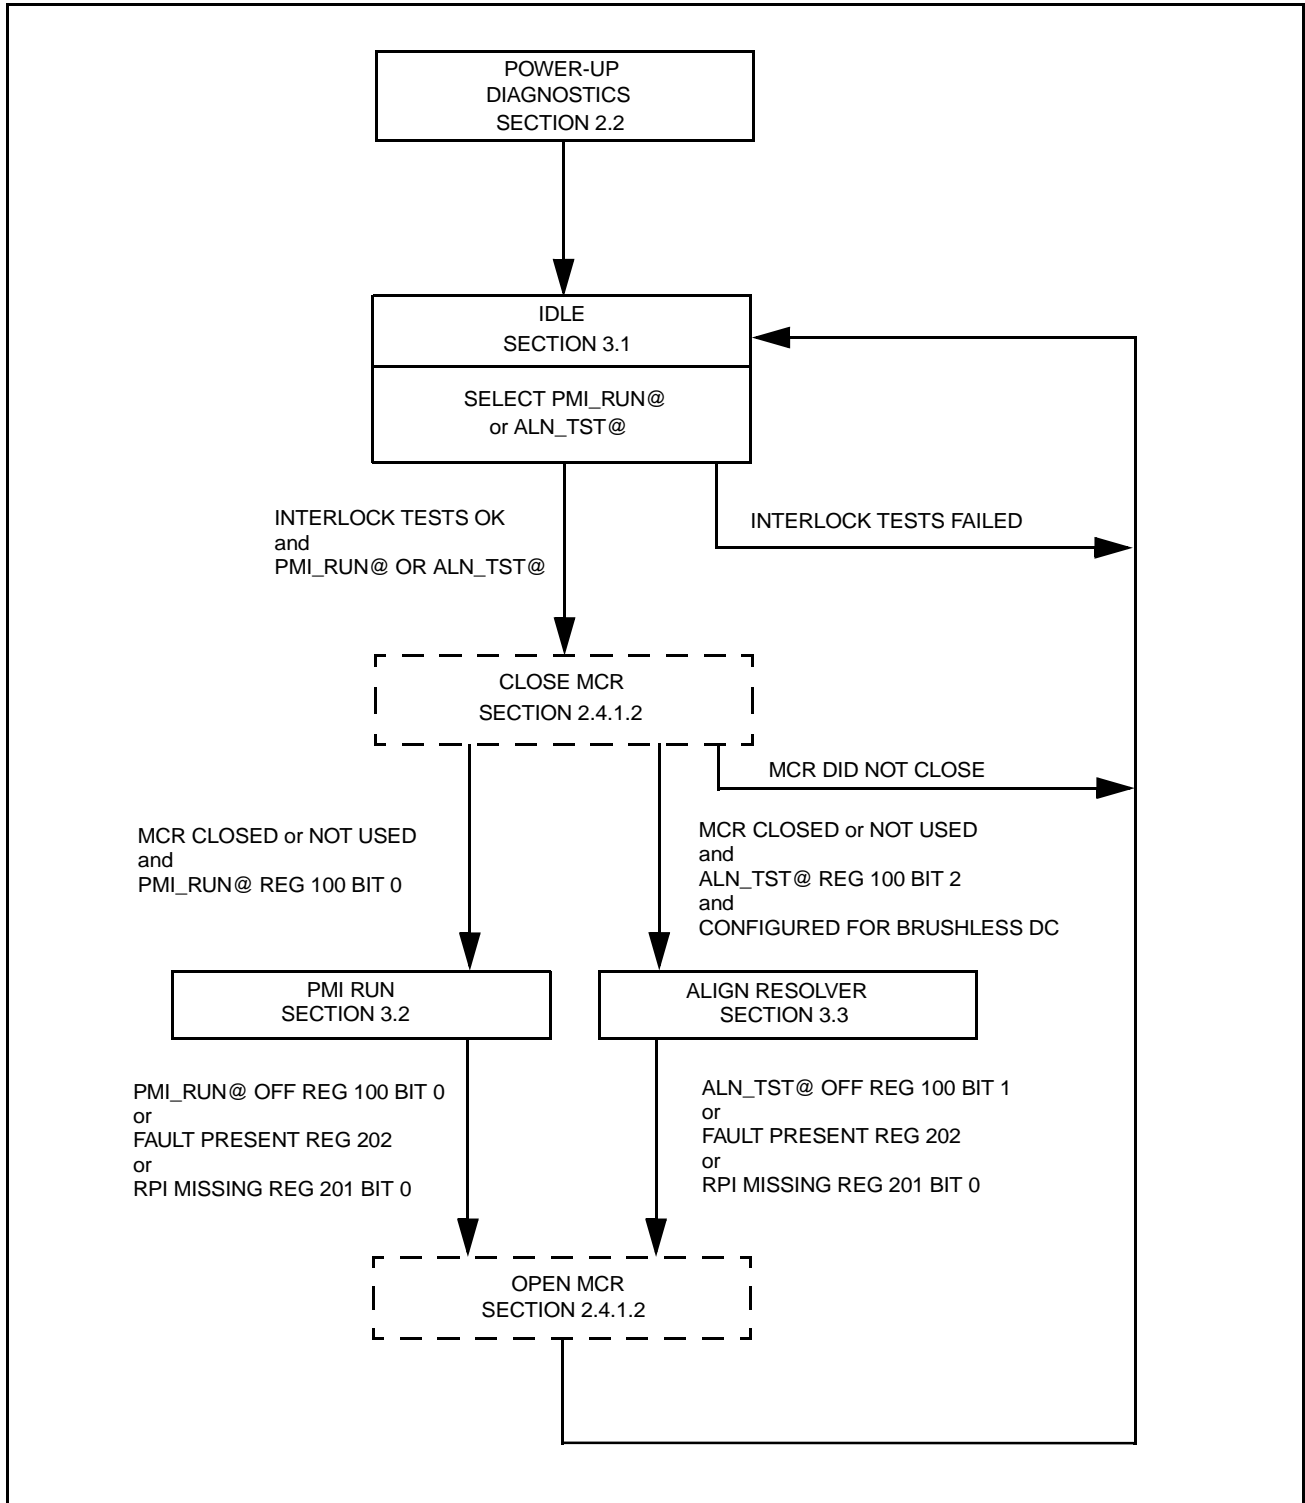 POWER-UP
DIAGNOSTICS
SECTION 2.2
IDLE
SECTION 3.1
SELECT PMI_RUN@
or ALN_TST@
INTERLOCK TESTS OK
and
PMI_RUN@ OR ALN_TST@
INTERLOCK TESTS FAILED
CLOSE MCR
SECTION 2.4.1.2
MCR DID NOT CLOSE
MCR CLOSED or NOT USED
and
PMI_RUN@ REG 100 BIT 0
MCR CLOSED or NOT USED
and
ALN_TST@ REG 100 BIT 2
and
CONFIGURED FOR BRUSHLESS DC
PMI RUN
SECTION 3.2
ALIGN RESOLVER
SECTION 3.3
PMI_RUN@ OFF REG 100 BIT 0
or
FAULT PRESENT REG 202
or
RPI MISSING REG 201 BIT 0
ALN_TST@ OFF REG 100 BIT 1
or
FAULT PRESENT REG 202
or
RPI MISSING REG 201 BIT 0
OPEN MCR
SECTION 2.4.1.2